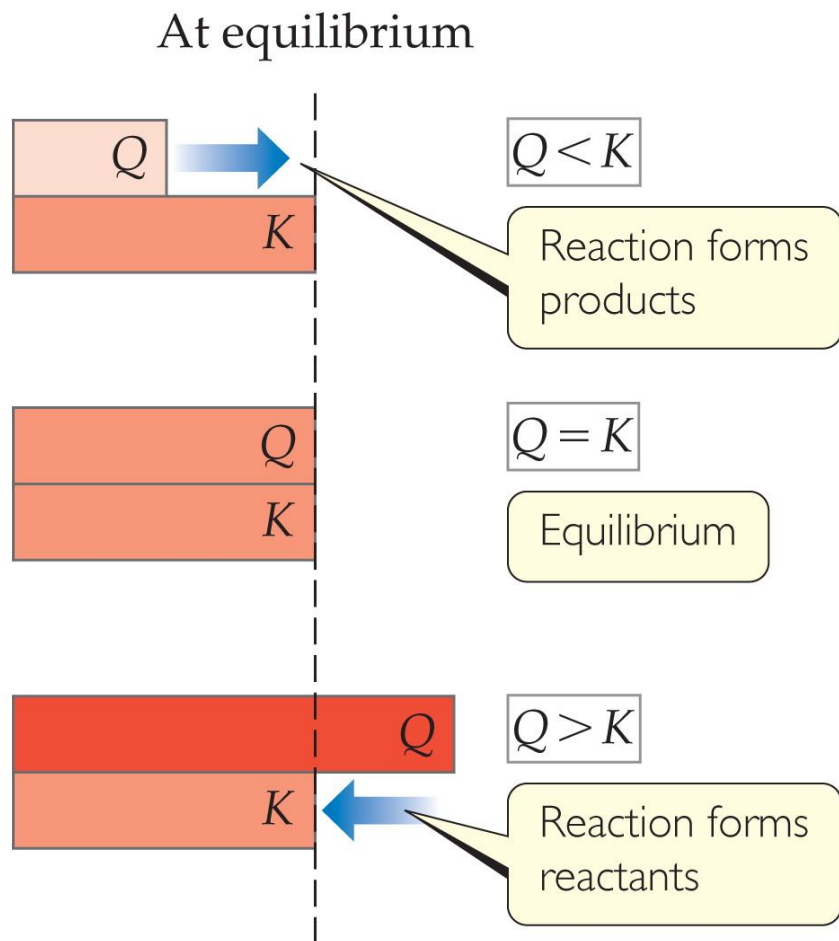 At equilibrium
Q
Q < K
K
Reaction forms
products
Q
Q = K
K
Equilibrium
Q
Q > K
K
Reaction forms
reactants